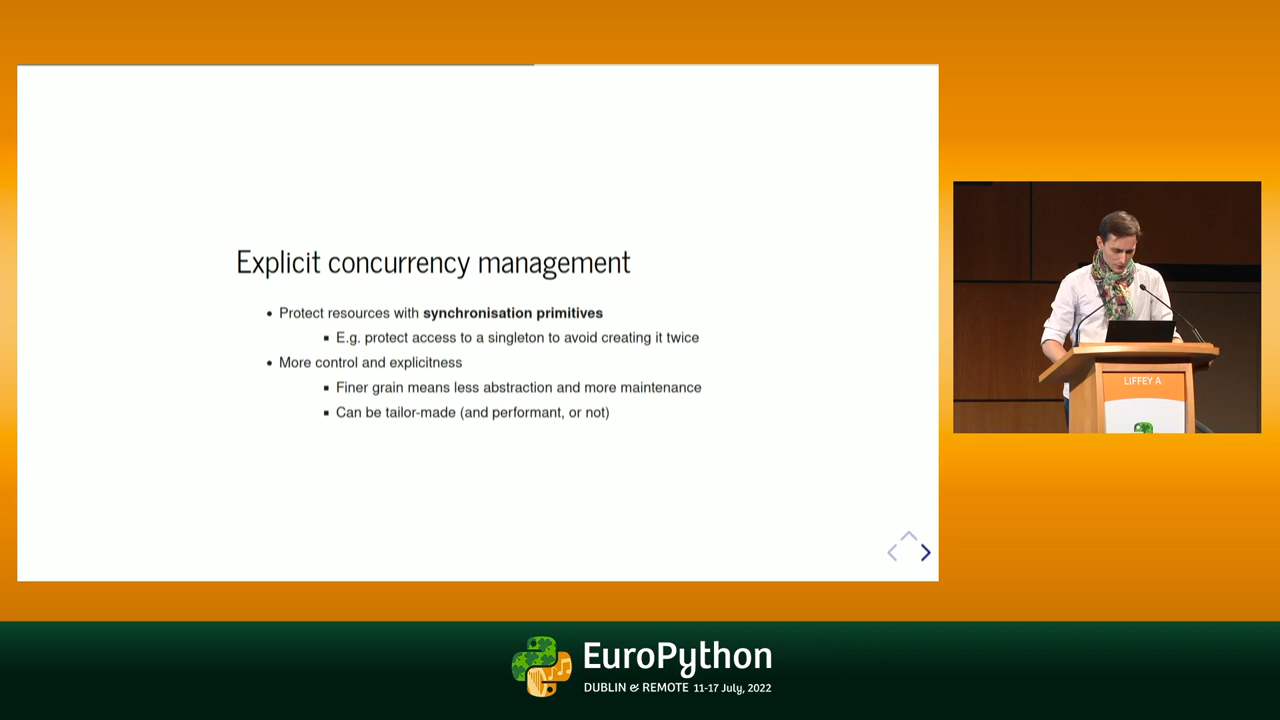 Explicit concurrency management
• Protect resources with synchronisation primitives
▪ E.g. protect access to a singleton to avoid creating it twice
• More control and explicitness
▪ Finer grain means less abstraction and more maintenance
▪ Can be tailor-made (and performant, or not)
LIFFEY A
EuroPython
DUBLIN & REMOTE 11-17 July, 2022